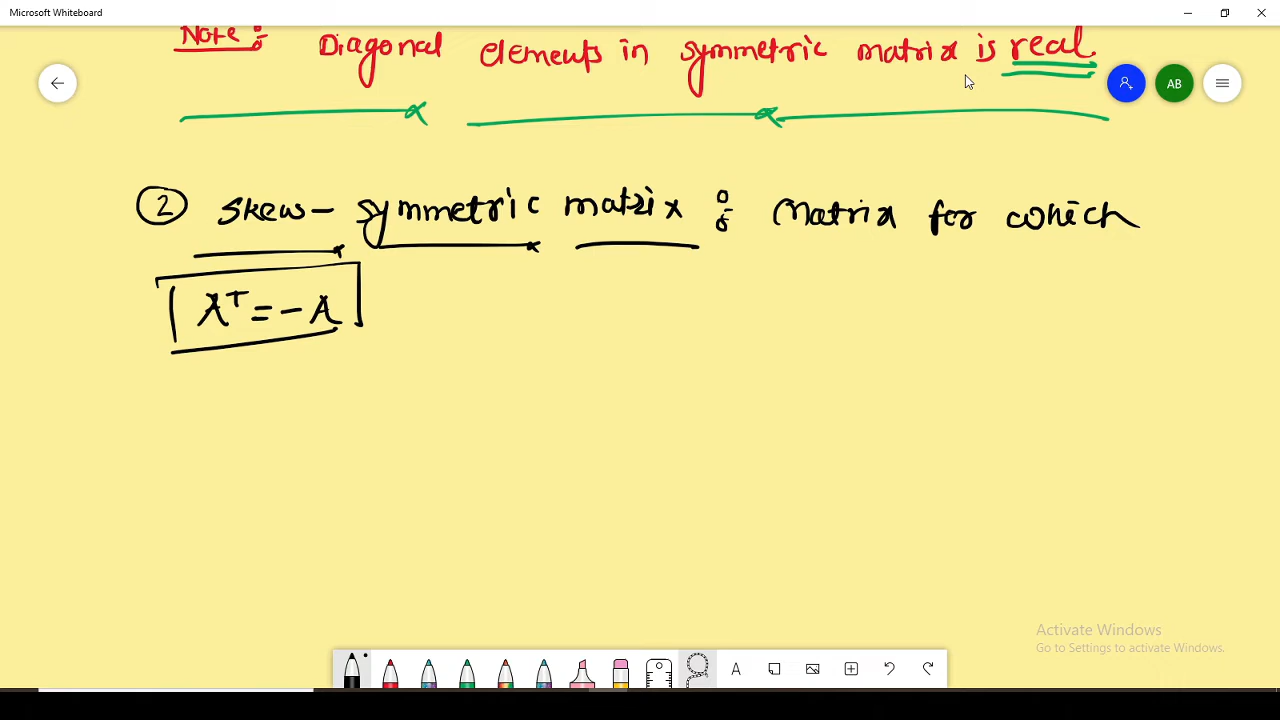 Microsoft Whiteboard
Note:- Diagonal elements in symmetric matrix is real.
AB
② Skew-symmetric matrix :- Matrix for which
Aᵀ = -A
Activate Windows
Go to Settings to activate Windows.
A